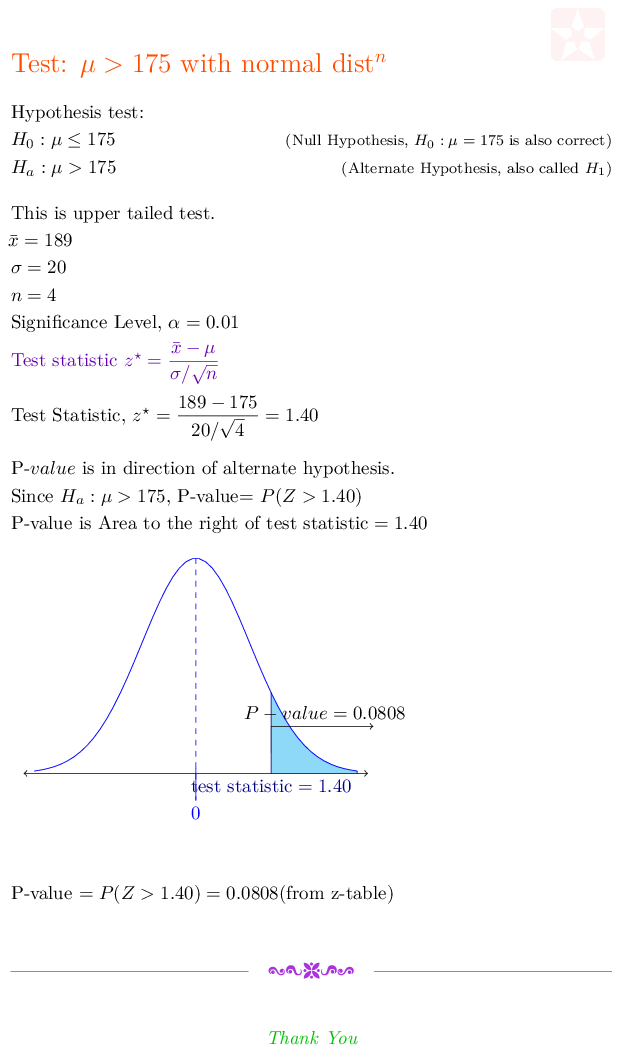 Test: μ > 175 with normal distⁿ
Hypothesis test:
H₀ : μ ≤ 175 (Null Hypothesis, H₀ : μ = 175 is also correct)
Hₐ : μ > 175 (Alternate Hypothesis, also called H₁)
This is upper tailed test.
x̄ = 189
σ = 20
n = 4
Significance Level, α = 0.01
Test statistic z⋆ = (x̄ − μ)/(σ/√n)
Test Statistic, z⋆ = (189 − 175)/(20/√4) = 1.40
P-value is in direction of alternate hypothesis.
Since Hₐ : μ > 175, P-value= P(Z > 1.40)
P-value is Area to the right of test statistic = 1.40
P − value = 0.0808
test statistic = 1.40
0
P-value = P(Z > 1.40) = 0.0808(from z-table)
Thank You